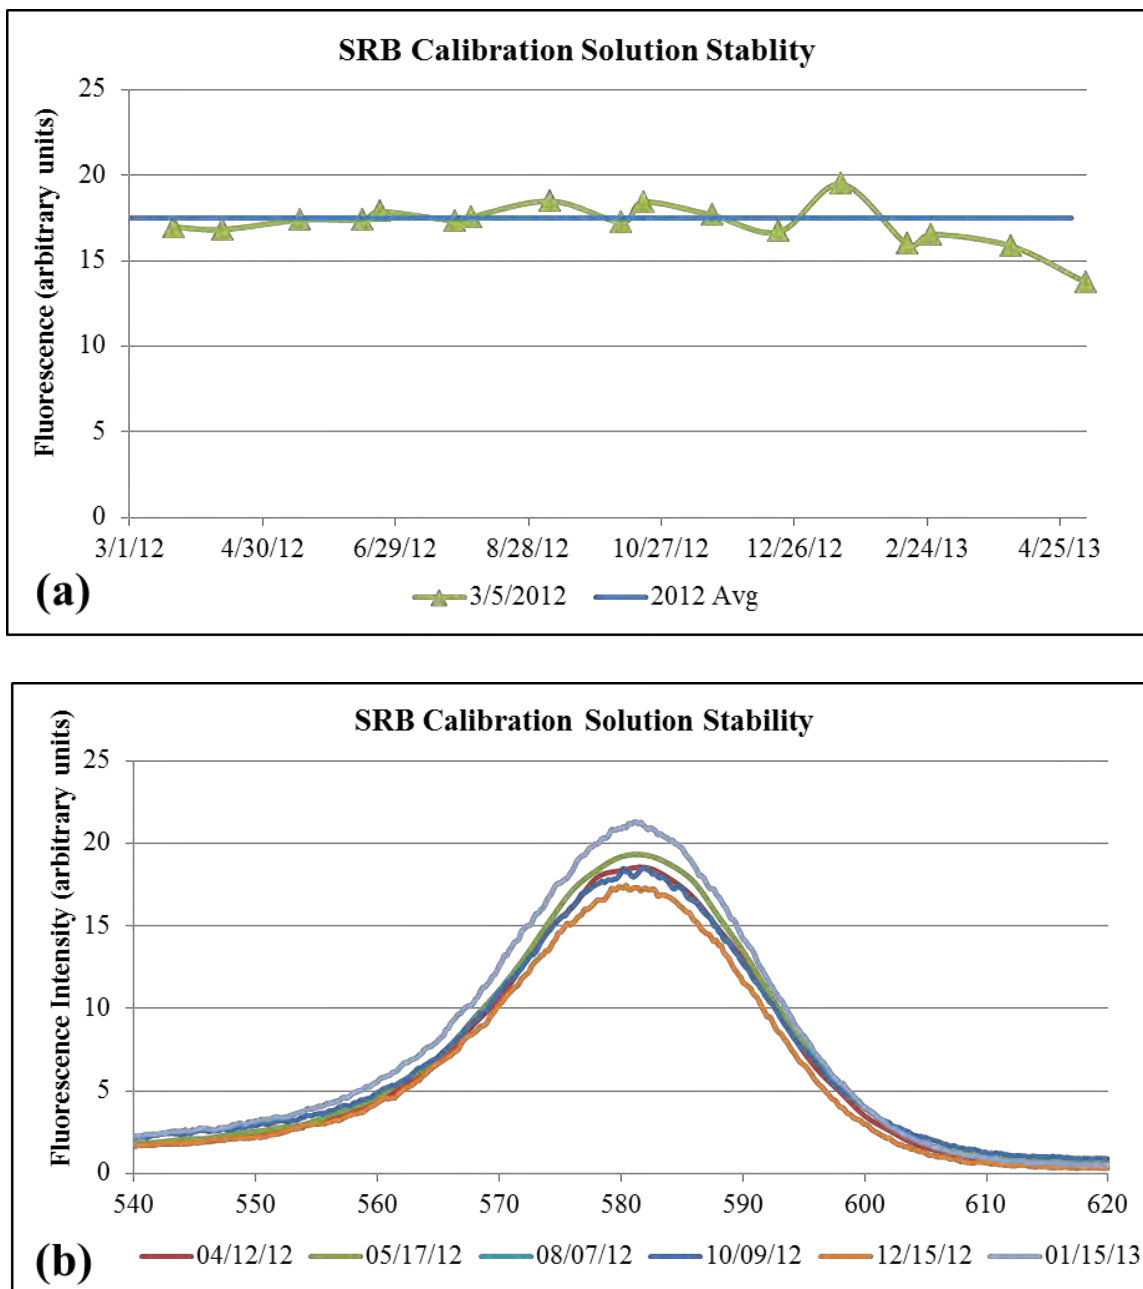 SRB Calibration Solution Stablity
Fluorescence (arbitrary units)
25
20
15
10
5
0
3/1/12 4/30/12 6/29/12 8/28/12 10/27/12 12/26/12 2/24/13 4/25/13
(a)
3/5/2012 2012 Avg
SRB Calibration Solution Stability
Fluorescence Intensity (arbitrary units)
25
20
15
10
5
0
540 550 560 570 580 590 600 610 620
(b)
04/12/12 05/17/12 08/07/12 10/09/12 12/15/12 01/15/13